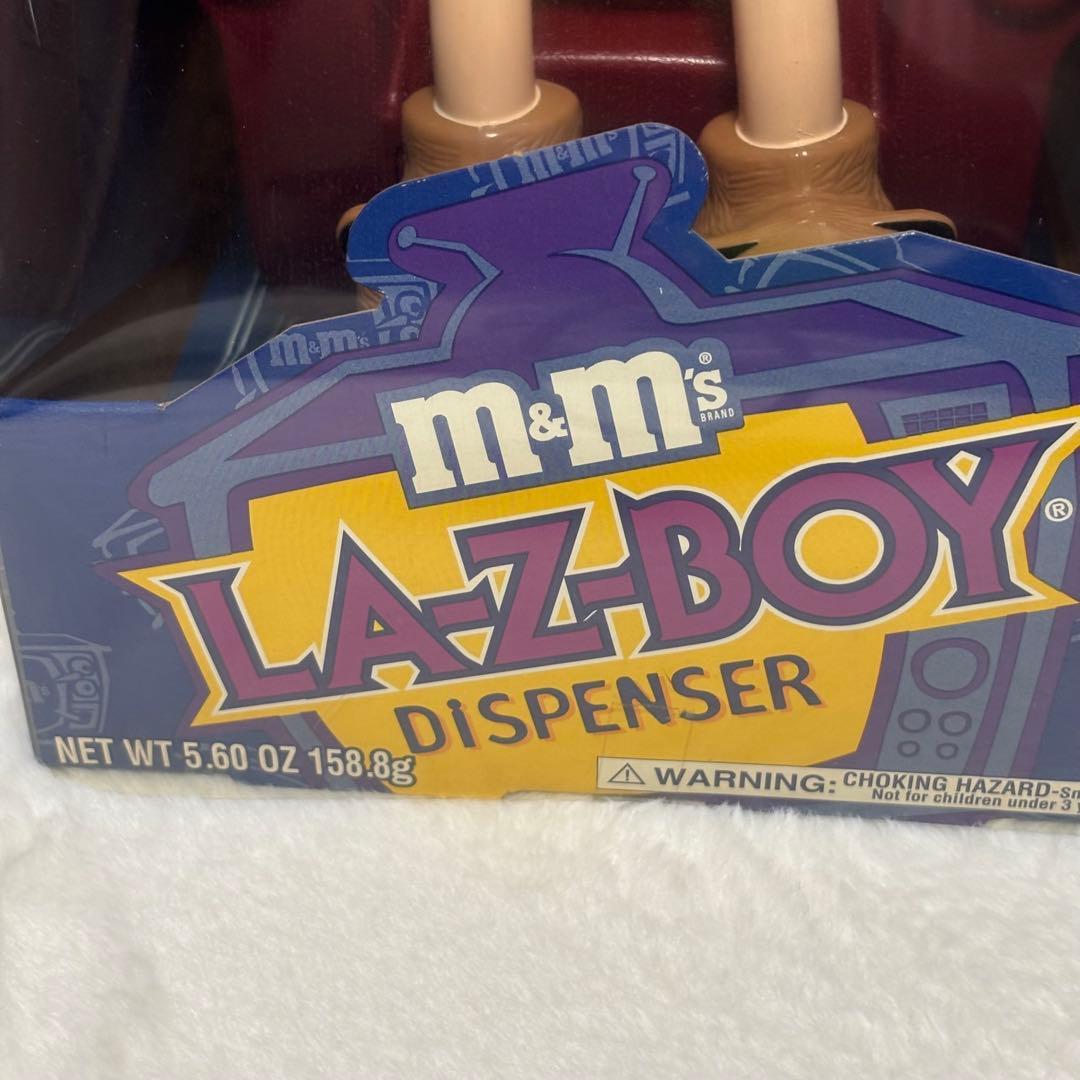 m&m
m&m's
m&m's®
BRAND
LA-Z-BOY®
DiSPENSER
NET WT 5.60 OZ 158.8g
⚠ WARNING: CHOKING HAZARD-Sm
Not for children under 3 y